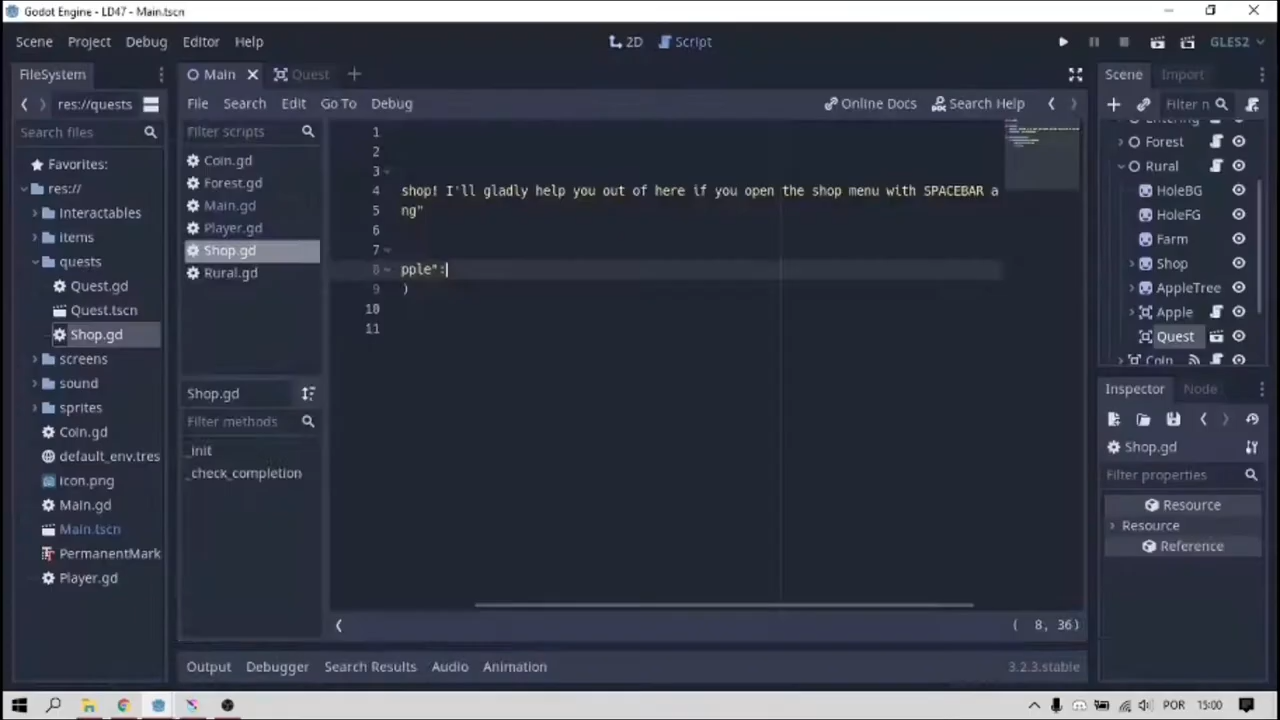 Godot Engine - LD47 - Main.tscn
Scene Project Debug Editor Help
2D Script
GLES2
FileSystem
res://quests
Search files
Favorites:
res://
Interactables
items
quests
Quest.gd
Quest.tscn
Shop.gd
screens
sound
sprites
Coin.gd
default_env.tres
icon.png
Main.gd
Main.tscn
PermanentMark
Player.gd
Main Quest
File Search Edit Go To Debug
Online Docs Search Help
Filter scripts
Coin.gd
Forest.gd
Main.gd
Player.gd
Shop.gd
Rural.gd
Shop.gd
Filter methods
_init
_check_completion
1
2
3
4 shop! I'll gladly help you out of here if you open the shop menu with SPACEBAR a
5 ng"
6
7
8 pple":
9 )
10
11
( 8, 36)
Output Debugger Search Results Audio Animation
3.2.3.stable
Scene Import
Filter n
Entering
Forest
Rural
HoleBG
HoleFG
Farm
Shop
AppleTree
Apple
Quest
Coin
Inspector Node
Shop.gd
Filter properties
Resource
Resource
Reference
POR 15:00